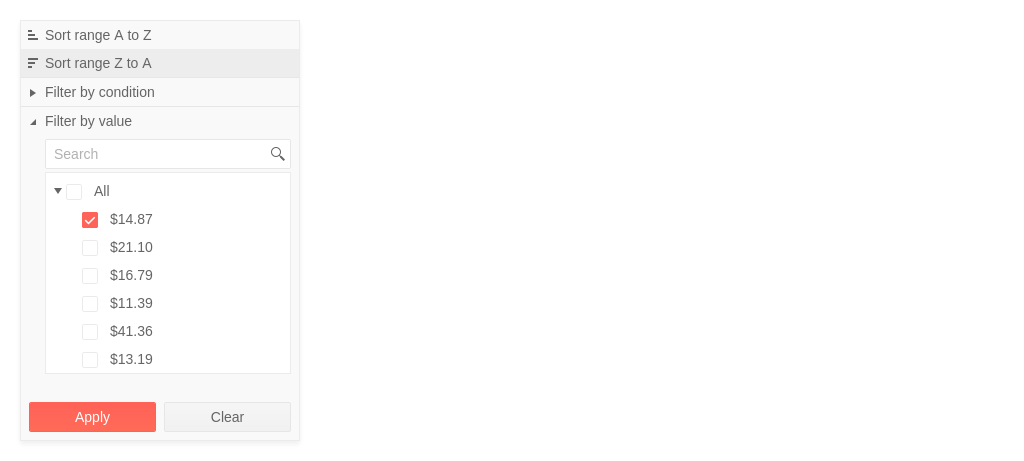 Sort range A to Z
Sort range Z to A
Filter by condition
Filter by value
Search
All
$14.87
$21.10
$16.79
$11.39
$41.36
$13.19
Apply Clear